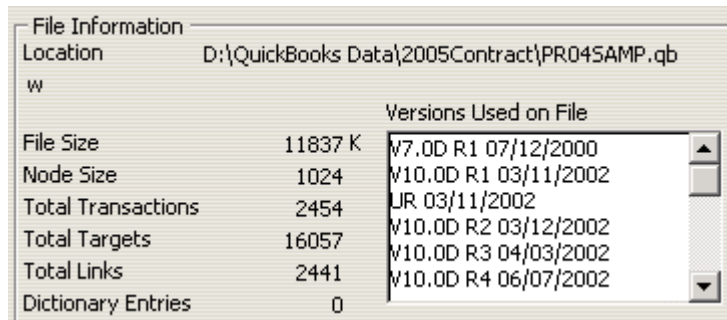 File Information
Location D:\QuickBooks Data\2005Contract\PR04SAMP.qb
w
Versions Used on File
File Size 11837 K
V7.0D R1 07/12/2000
Node Size 1024
V10.0D R1 03/11/2002
UR 03/11/2002
Total Transactions 2454
V10.0D R2 03/12/2002
Total Targets 16057
V10.0D R3 04/03/2002
Total Links 2441
V10.0D R4 06/07/2002
Dictionary Entries 0